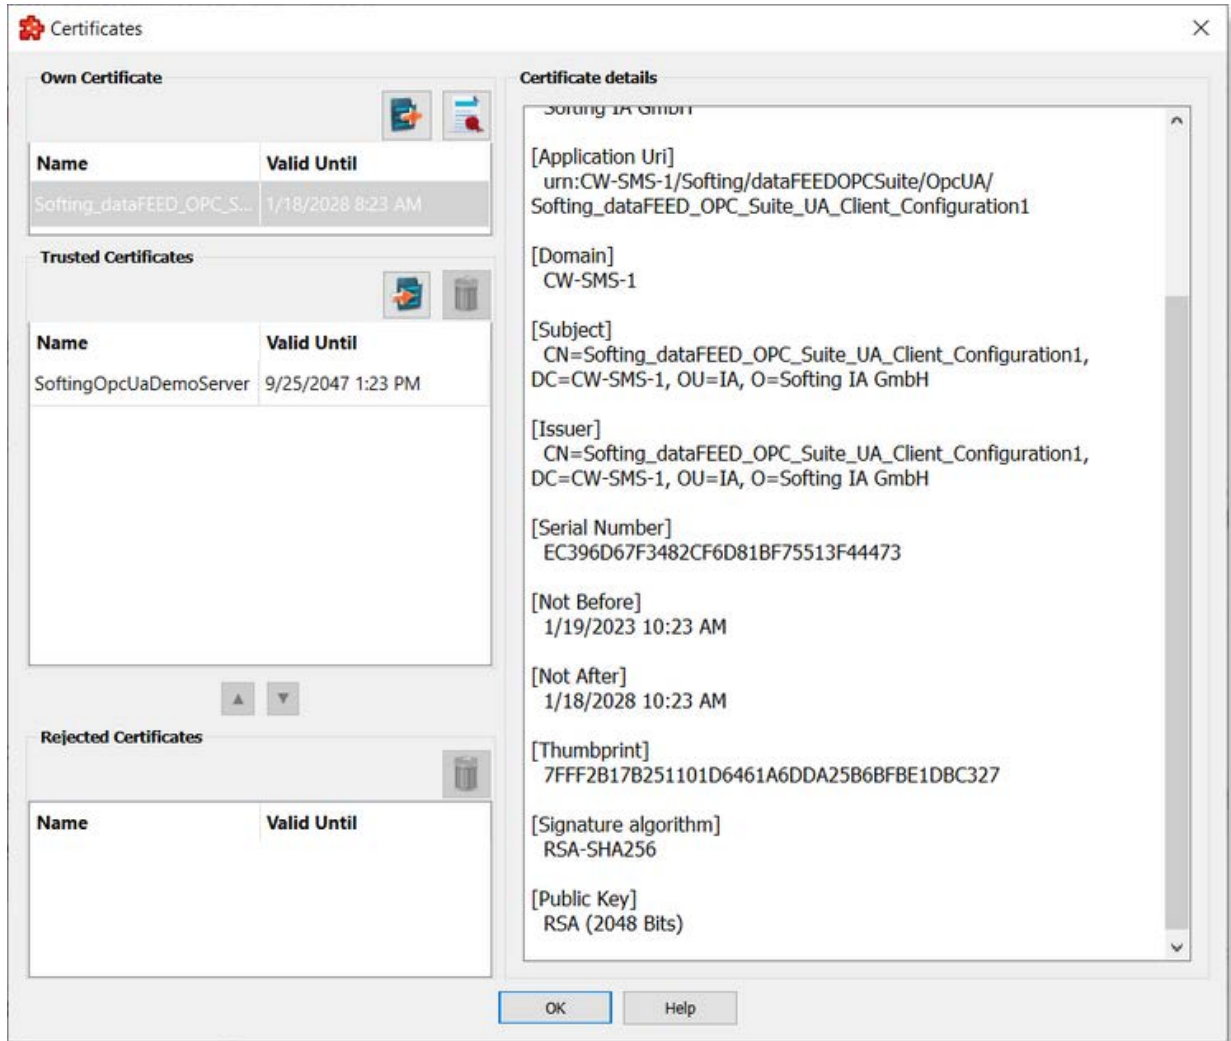 Certificates
Own Certificate
Name Valid Until
Softing_dataFEED_OPC_S... 1/18/2028 8:23 AM
Trusted Certificates
Name Valid Until
SoftingOpcUaDemoServer 9/25/2047 1:23 PM
Rejected Certificates
Name Valid Until
Certificate details
Softing IA GmbH
[Application Uri]
urn:CW-SMS-1/Softing/dataFEEDOPCSuite/OpcUA/
Softing_dataFEED_OPC_Suite_UA_Client_Configuration1
[Domain]
CW-SMS-1
[Subject]
CN=Softing_dataFEED_OPC_Suite_UA_Client_Configuration1,
DC=CW-SMS-1, OU=IA, O=Softing IA GmbH
[Issuer]
CN=Softing_dataFEED_OPC_Suite_UA_Client_Configuration1,
DC=CW-SMS-1, OU=IA, O=Softing IA GmbH
[Serial Number]
EC396D67F3482CF6D81BF75513F44473
[Not Before]
1/19/2023 10:23 AM
[Not After]
1/18/2028 10:23 AM
[Thumbprint]
7FFF2B17B251101D6461A6DDA25B6BFBE1DBC327
[Signature algorithm]
RSA-SHA256
[Public Key]
RSA (2048 Bits)
OK
Help